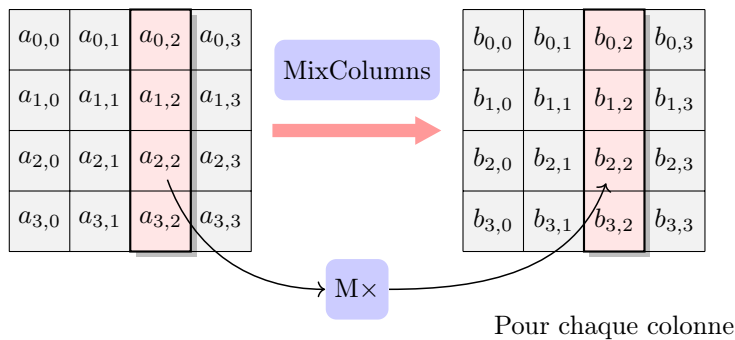 a0,0 a0,1 a0,2 a0,3 b0,0 b0,1 b0,2 b0,3
MixColumns
a1,0 a1,1 a1,2 a1,3 b1,0 b1,1 b1,2 b1,3
a2,0 a2,1 a2,2 a2,3 b2,0 b2,1 b2,2 b2,3
a3,0 a3,1 a3,2 a3,3 b3,0 b3,1 b3,2 b3,3
M×
Pour chaque colonne